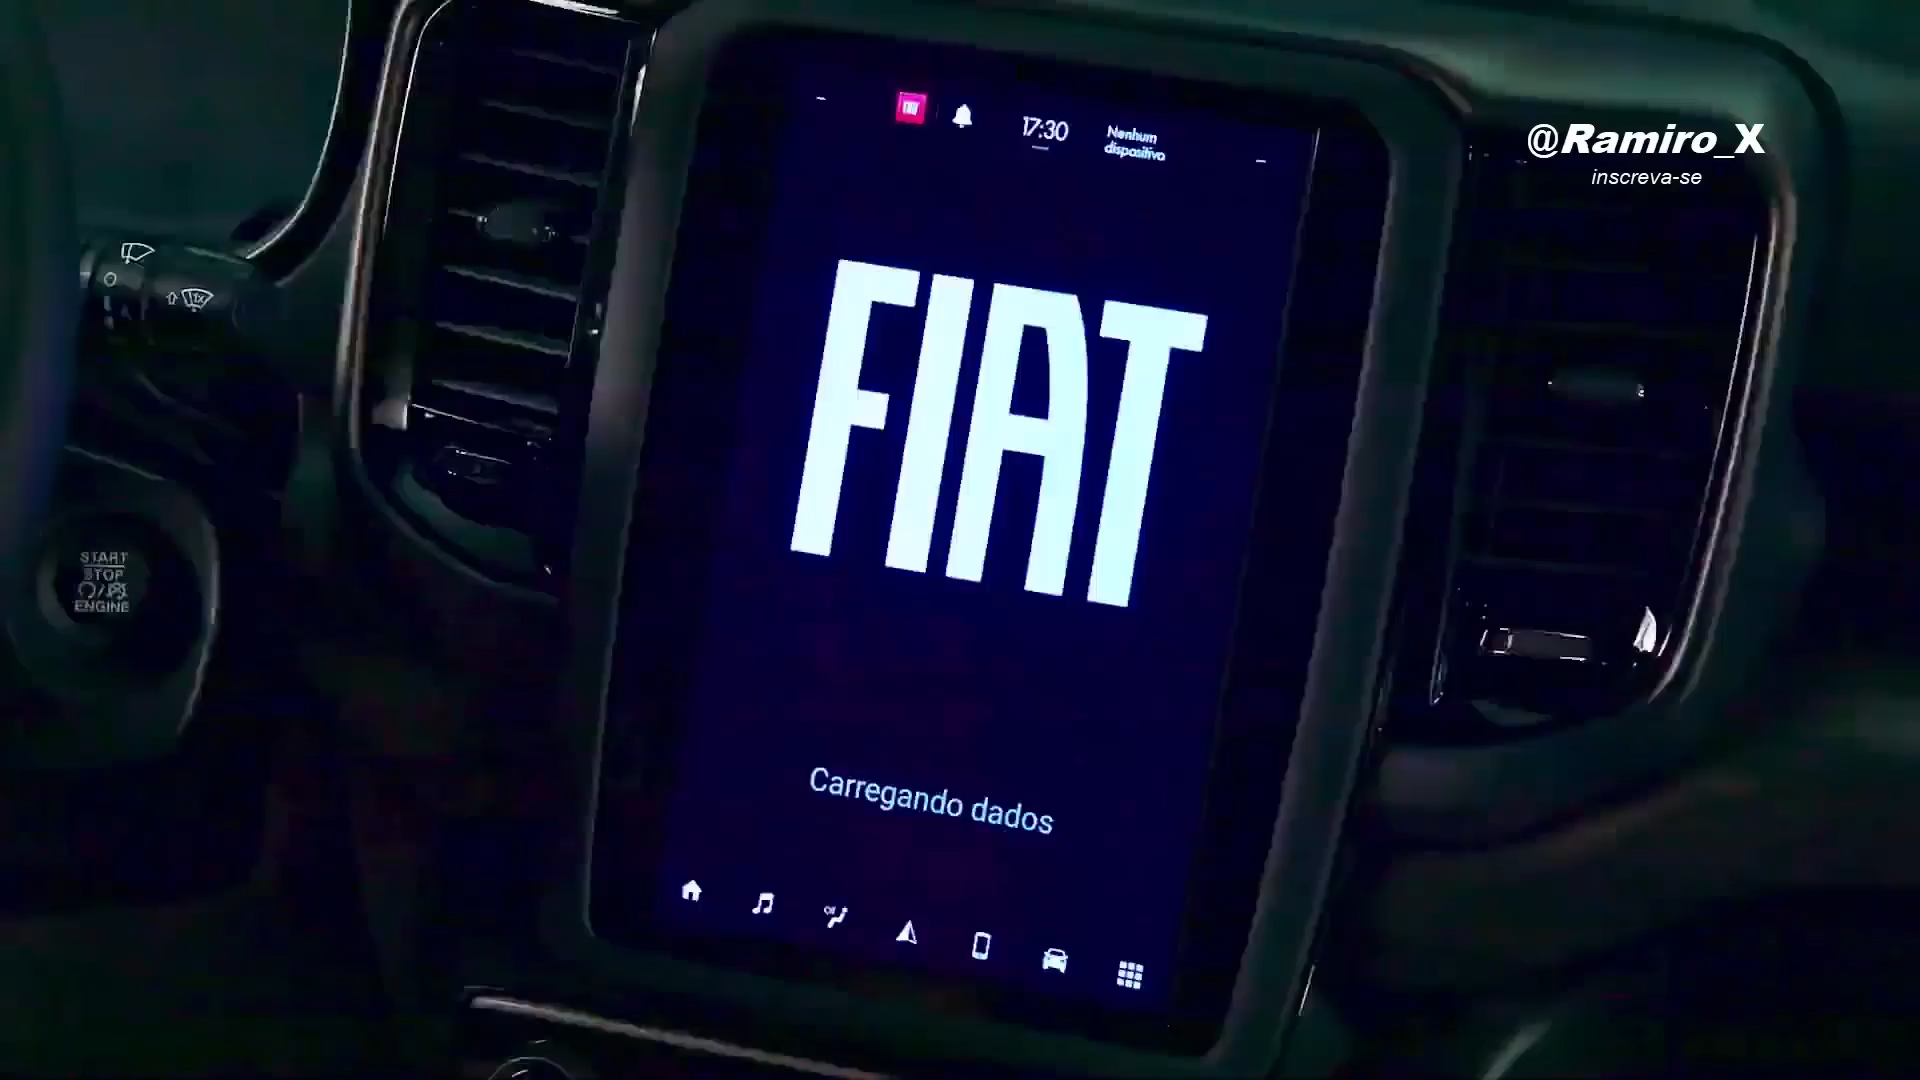 17:30
Nenhum
dispositivo
@Ramiro_X
inscreva-se
FIAT
START
STOP
ENGINE
Carregando dados